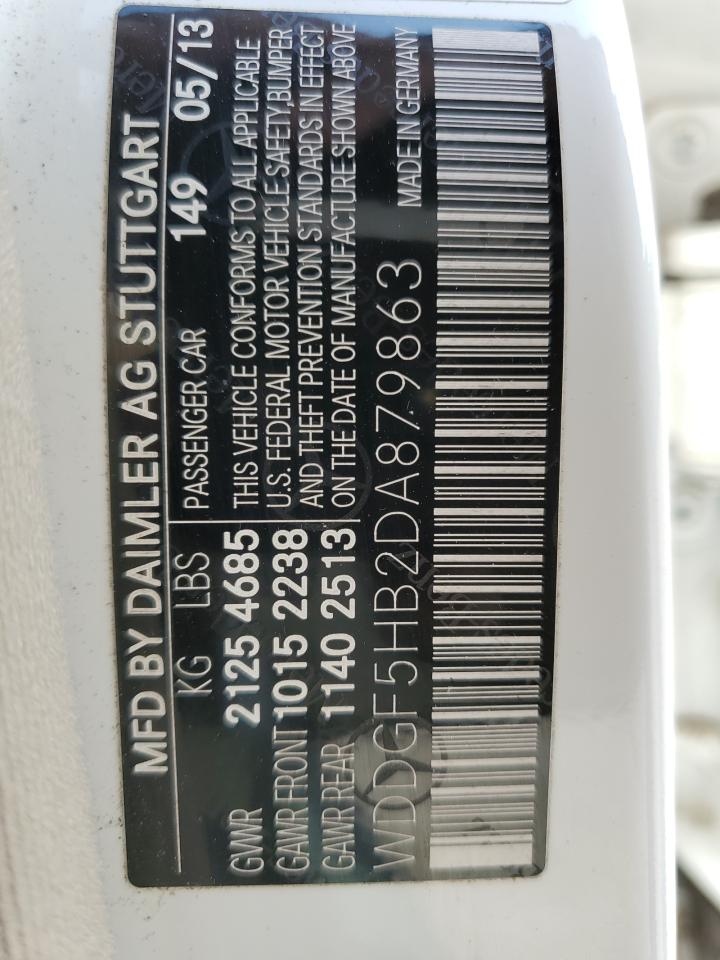 MFD BY DAIMLER AG STUTTGART
KG LBS PASSENGER CAR 149 05/13
GVWR 2125 4685 THIS VEHICLE CONFORMS TO ALL APPLICABLE
GAWR FRONT 1015 2238 U.S. FEDERAL MOTOR VEHICLE SAFETY,BUMPER
GAWR REAR 1140 2513 AND THEFT PREVENTION STANDARDS IN EFFECT
ON THE DATE OF MANUFACTURE SHOWN ABOVE
WDDGF5HB2DA879863 MADE IN GERMANY